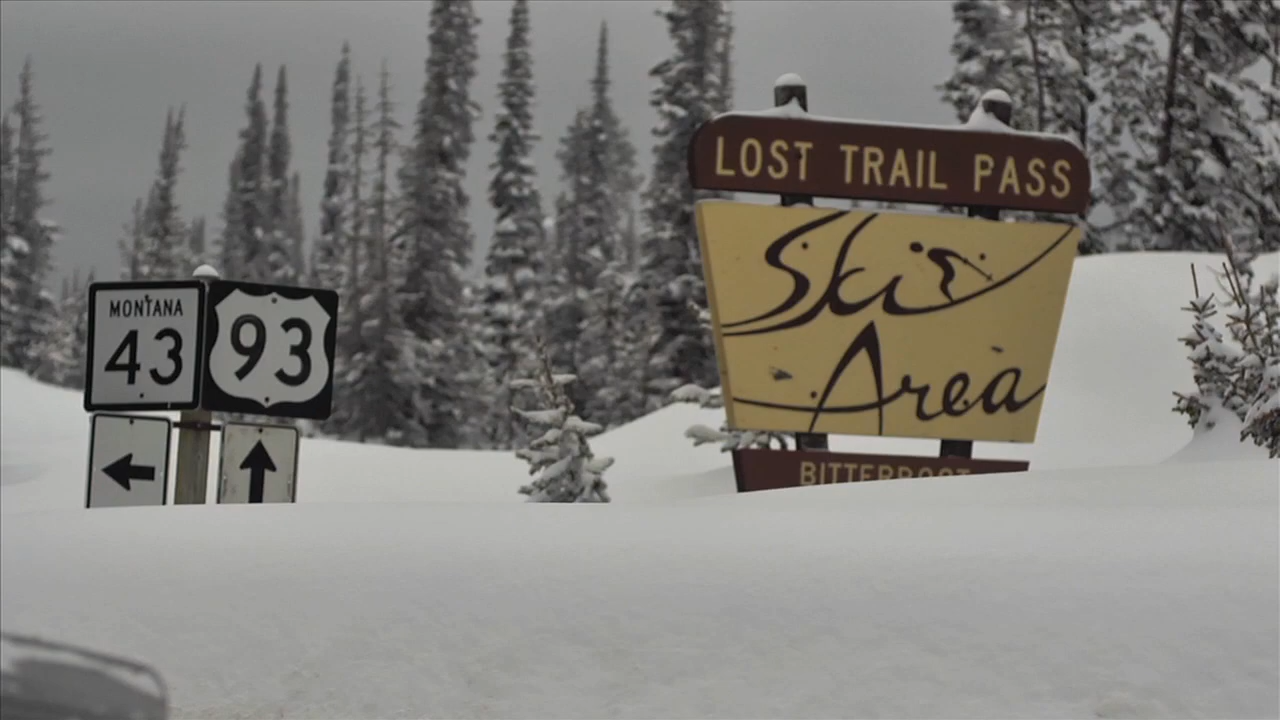 MONTANA
43
93
LOST TRAIL PASS
Ski
Area
BITTERROOT